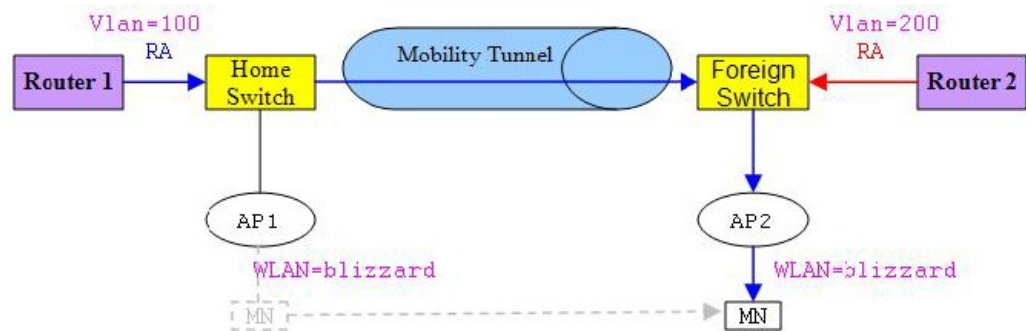 Vlan=100
Vlan=200
RA
RA
Router 1
Home
Switch
Mobility Tunnel
Foreign
Switch
Router 2
AP1
AP2
WLAN=blizzard
WLAN=blizzard
MN
MN